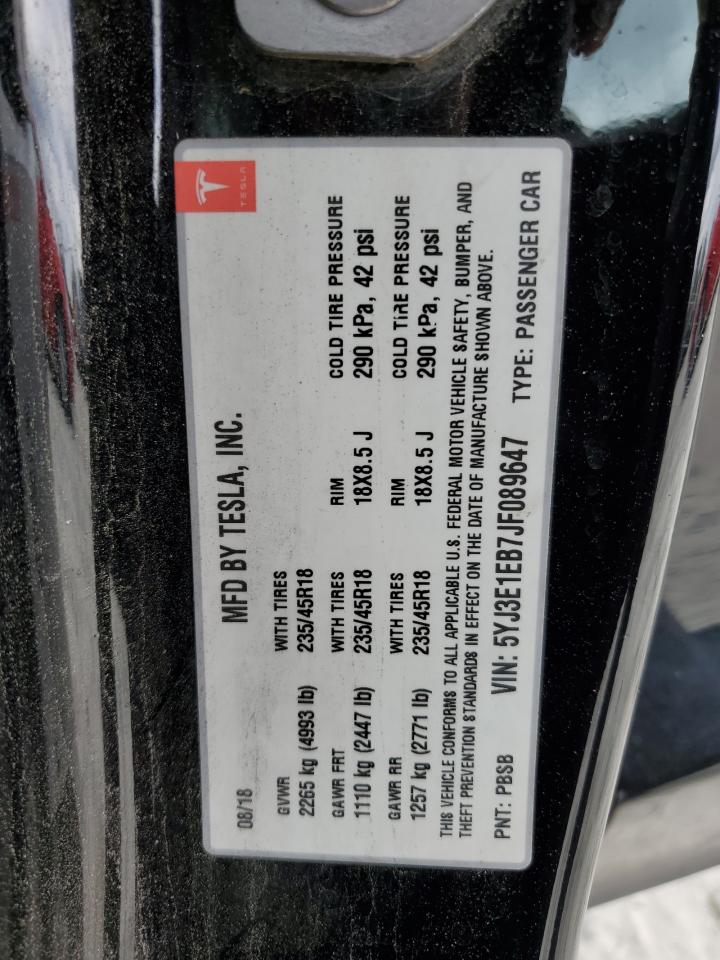 TESLA
MFD BY TESLA, INC.
08/18
GVWR WITH TIRES
2265 kg (4993 lb) 235/45R18
GAWR FRT WITH TIRES RIM COLD TIRE PRESSURE
1110 kg (2447 lb) 235/45R18 18X8.5 J 290 kPa, 42 psi
GAWR RR WITH TIRES RIM COLD TIRE PRESSURE
1257 kg (2771 lb) 235/45R18 18X8.5 J 290 kPa, 42 psi
THIS VEHICLE CONFORMS TO ALL APPLICABLE U.S. FEDERAL MOTOR VEHICLE SAFETY, BUMPER, AND
THEFT PREVENTION STANDARDS IN EFFECT ON THE DATE OF MANUFACTURE SHOWN ABOVE.
PNT: PBSB VIN: 5YJ3E1EB7JF089647 TYPE: PASSENGER CAR